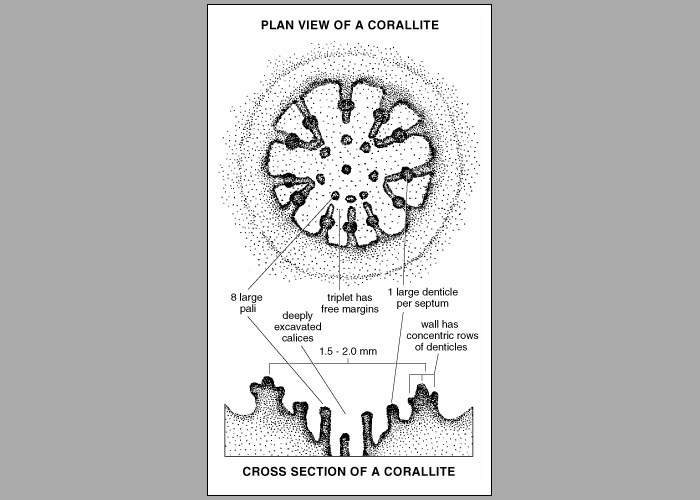 PLAN VIEW OF A CORALLITE
8 large
pali
triplet has
free margins
1 large denticle
per septum
deeply
excavated
calices
wall has
concentric rows
of denticles
1.5 - 2.0 mm
CROSS SECTION OF A CORALLITE